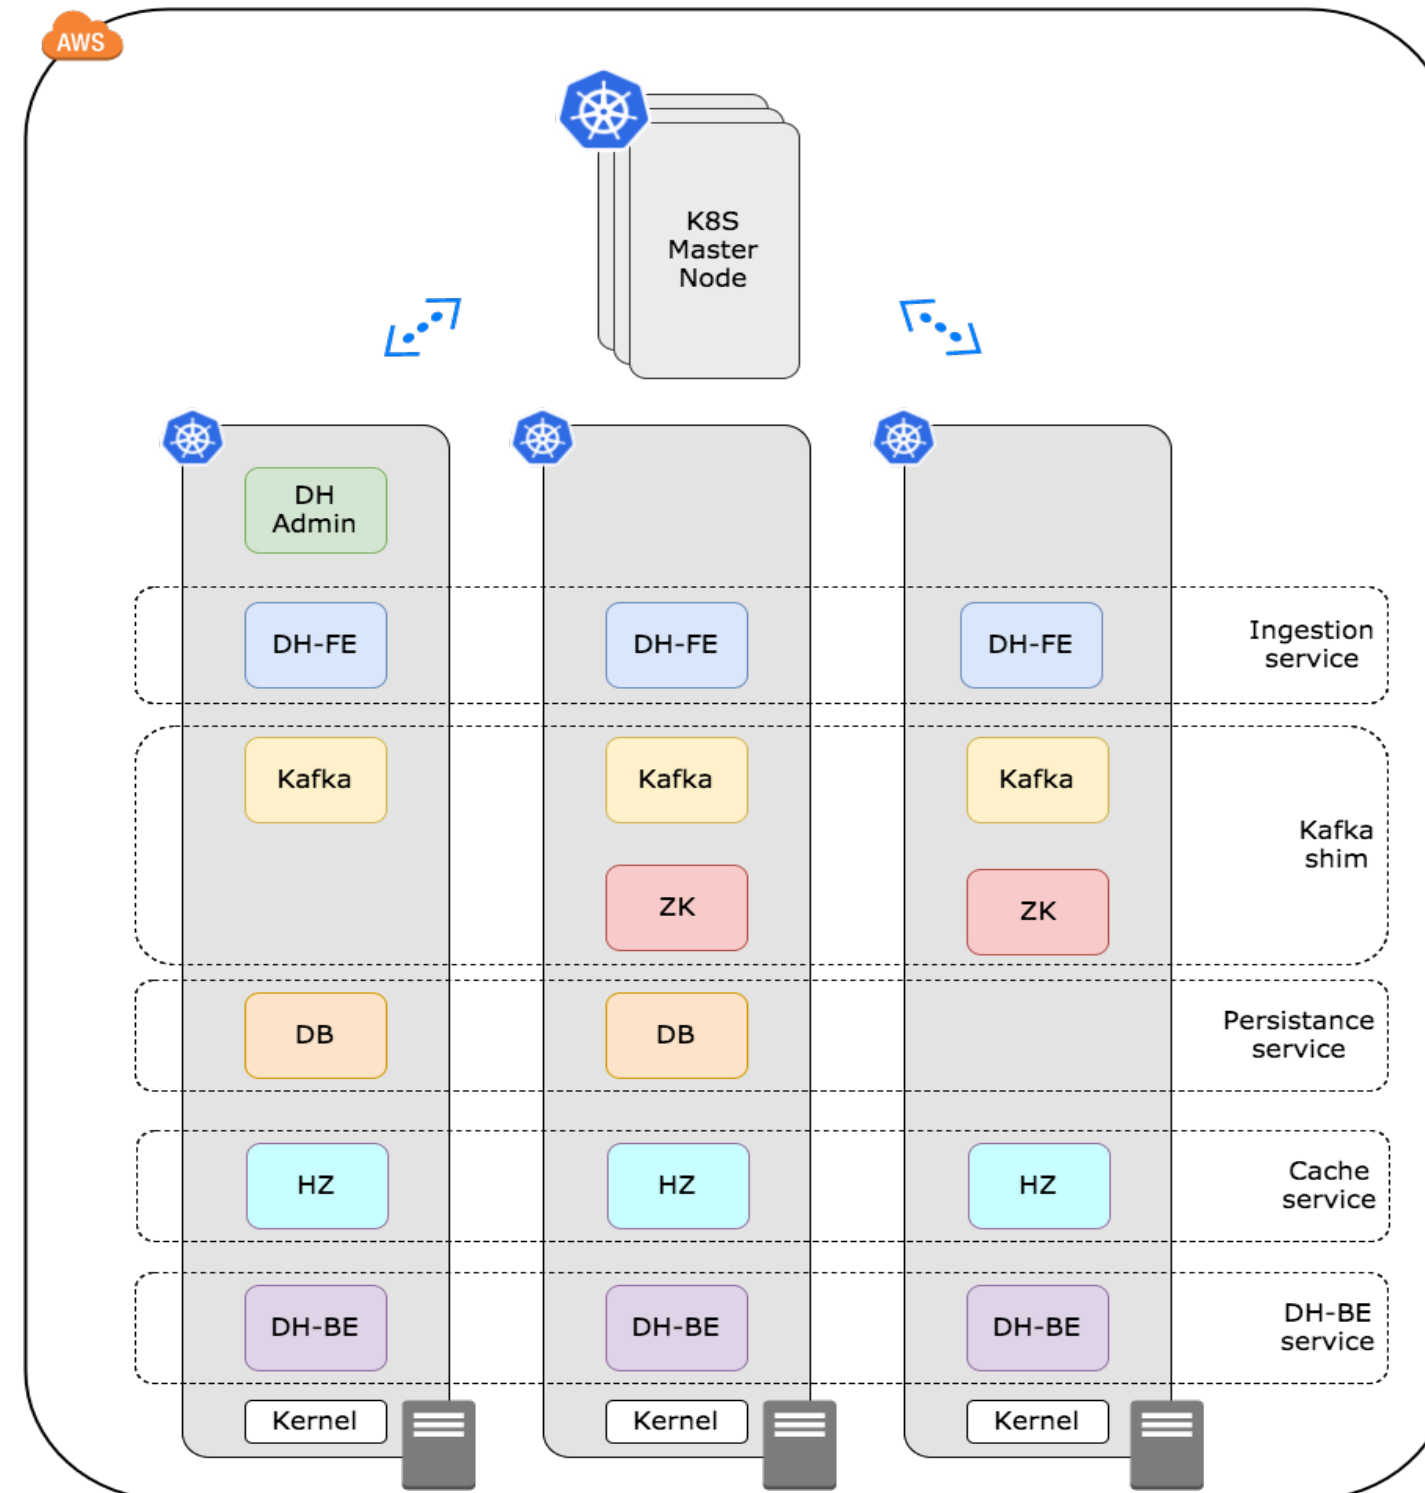 AWS
K8S
Master
Node
DH
Admin
DH-FE
DH-FE
DH-FE
Ingestion
service
Kafka
Kafka
Kafka
Kafka
shim
ZK
ZK
DB
DB
Persistance
service
HZ
HZ
HZ
Cache
service
DH-BE
DH-BE
DH-BE
DH-BE
service
Kernel
Kernel
Kernel